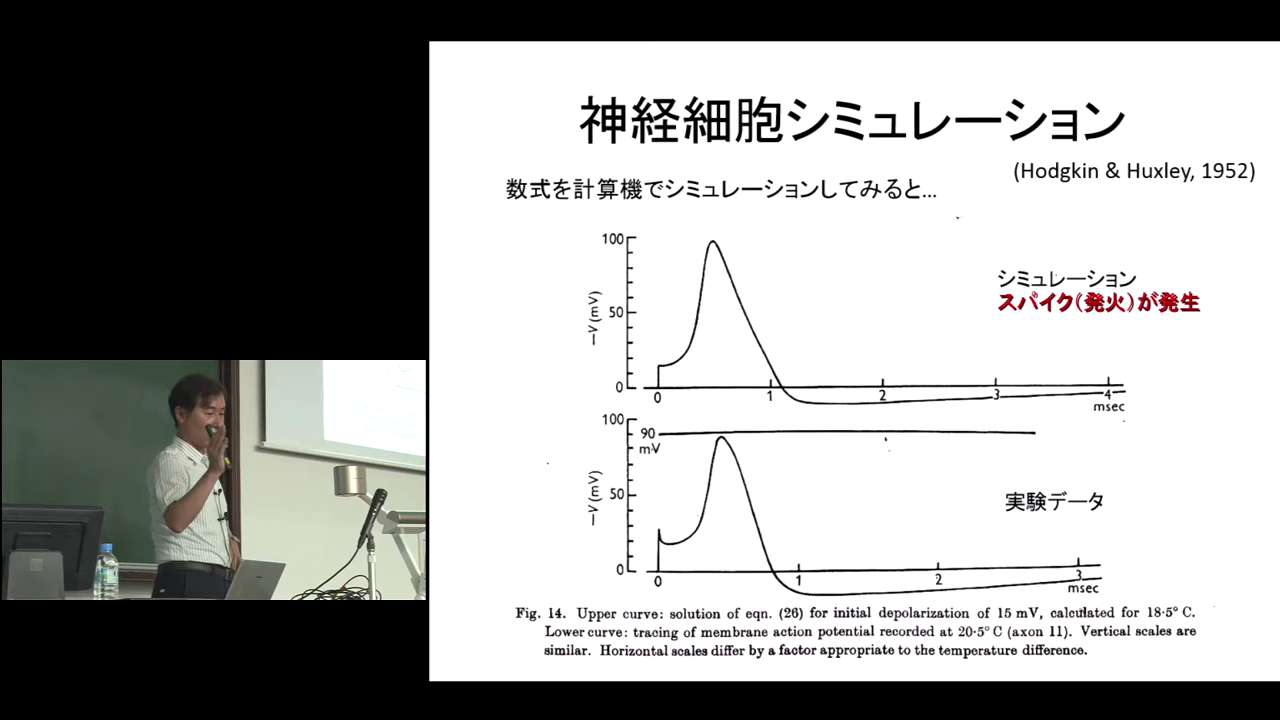 神経細胞シミュレーション
(Hodgkin & Huxley, 1952)
数式を計算機でシミュレーションしてみると…
100
50
0
−V (mV)
0 1 2 3 4
msec
シミュレーション
スパイク(発火)が発生
100
90
mV
50
0
−V (mV)
0 1 2 3
msec
実験データ
Fig. 14. Upper curve: solution of eqn. (26) for initial depolarization of 15 mV, calculated for 18·5° C.
Lower curve: tracing of membrane action potential recorded at 20·5° C (axon 11). Vertical scales are
similar. Horizontal scales differ by a factor appropriate to the temperature difference.